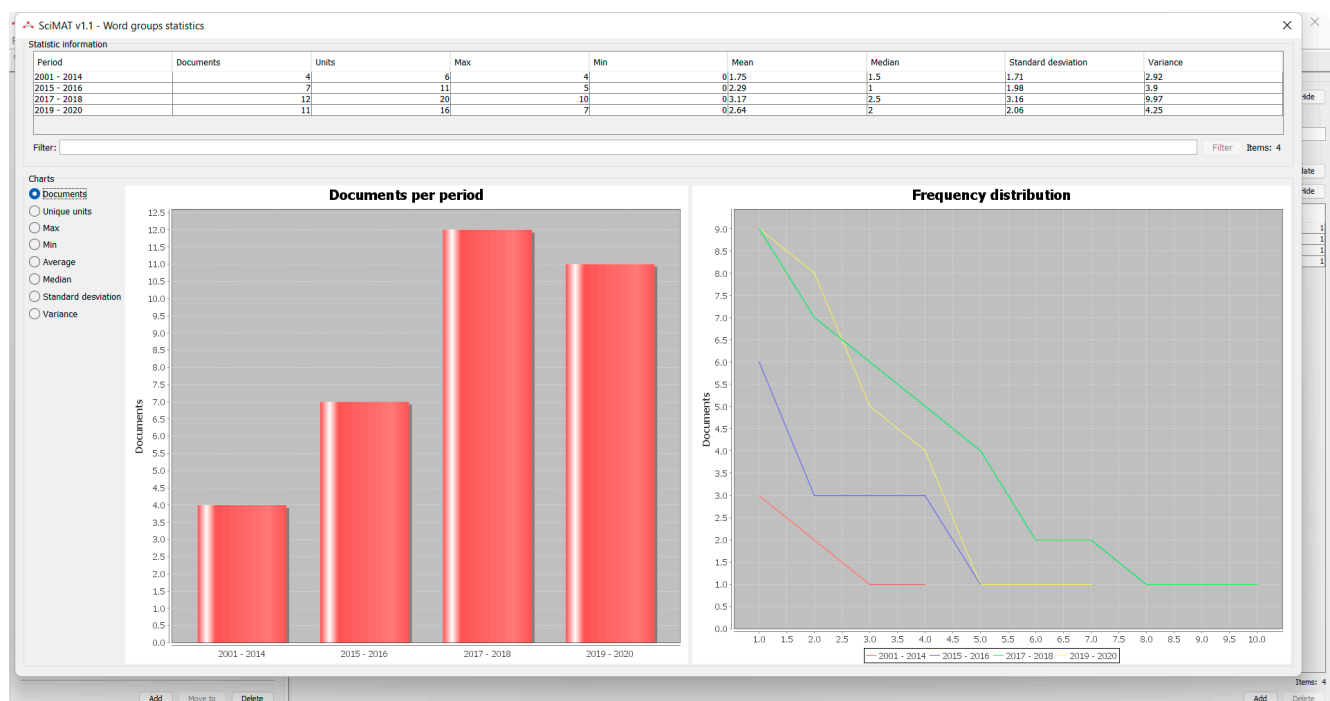 SciMAT v1.1 - Word groups statistics
Statistic information
Period Documents Units Max Min Mean Median Standard desviation Variance
2001 - 2014 4 6 4 0 1.75 1.5 1.71 2.92
2015 - 2016 7 11 5 0 2.29 1 1.98 3.9
2017 - 2018 12 20 10 0 3.17 2.5 3.16 9.97
2019 - 2020 11 16 7 0 2.64 2 2.06 4.25
Filter: Filter Items: 4
Charts
Documents
Unique units
Max
Min
Average
Median
Standard desviation
Variance
Documents per period
12.5
12.0
11.5
11.0
10.5
10.0
9.5
9.0
8.5
8.0
7.5
7.0
6.5
6.0
5.5
5.0
4.5
4.0
3.5
3.0
2.5
2.0
1.5
1.0
0.5
0.0
Documents
2001 - 2014 2015 - 2016 2017 - 2018 2019 - 2020
Frequency distribution
9.0
8.5
8.0
7.5
7.0
6.5
6.0
5.5
5.0
4.5
4.0
3.5
3.0
2.5
2.0
1.5
1.0
0.5
0.0
Documents
1.0 1.5 2.0 2.5 3.0 3.5 4.0 4.5 5.0 5.5 6.0 6.5 7.0 7.5 8.0 8.5 9.0 9.5 10.0
2001 - 2014 2015 - 2016 2017 - 2018 2019 - 2020
1
1
1
1
Items: 4
Add Move to Delete Add Delete